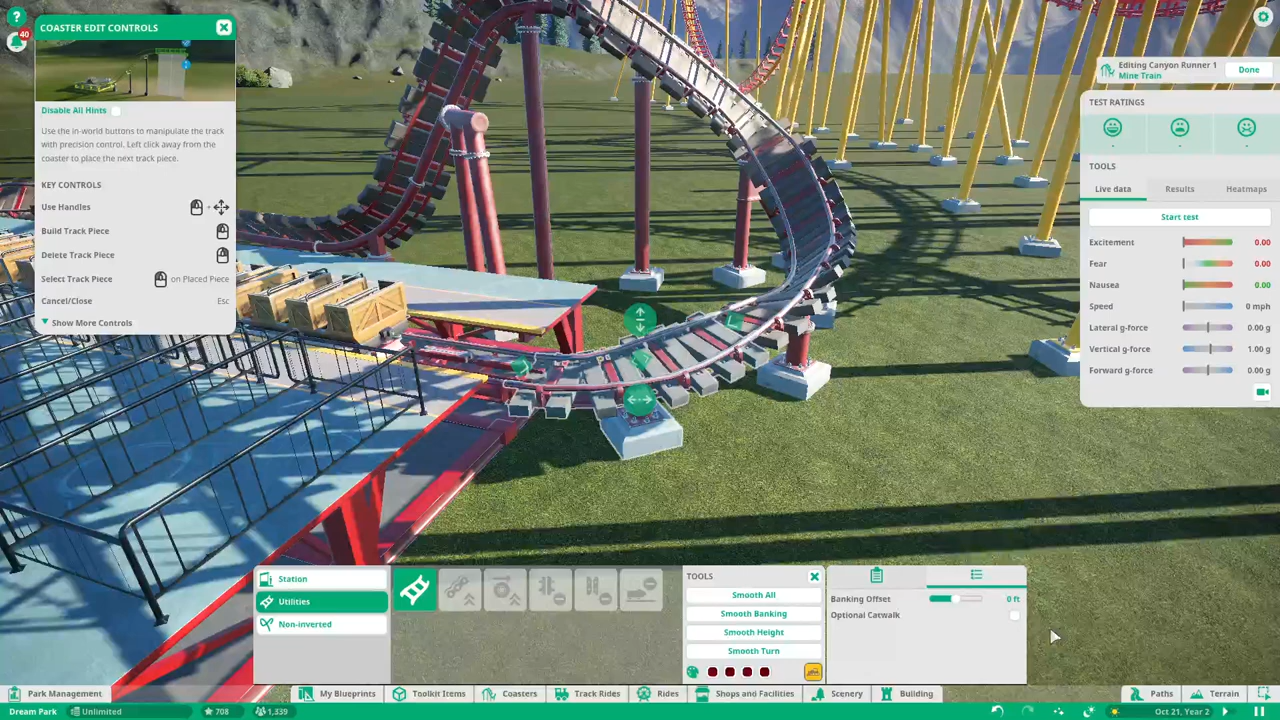 ?
COASTER EDIT CONTROLS
40
Disable All Hints
Use the in-world buttons to manipulate the track
with precision control. Left click away from the
coaster to place the next track piece.
KEY CONTROLS
Use Handles
+
Build Track Piece
Delete Track Piece
Select Track Piece
on Placed Piece
Cancel/Close
Esc
Show More Controls
Editing Canyon Runner 1
Mine Train
Done
TEST RATINGS
- - -
TOOLS
Live data Results Heatmaps
Start test
Excitement 0.00
Fear 0.00
Nausea 0.00
Speed 0 mph
Lateral g-force 0.00 g
Vertical g-force 1.00 g
Forward g-force 0.00 g
Station
Utilities
Non-inverted
TOOLS
Smooth All
Smooth Banking
Smooth Height
Smooth Turn
Banking Offset 0 ft
Optional Catwalk
Park Management My Blueprints Toolkit Items Coasters Track Rides Rides Shops and Facilities Scenery Building Paths Terrain
Dream Park Unlimited 708 1,339 Oct 21, Year 2